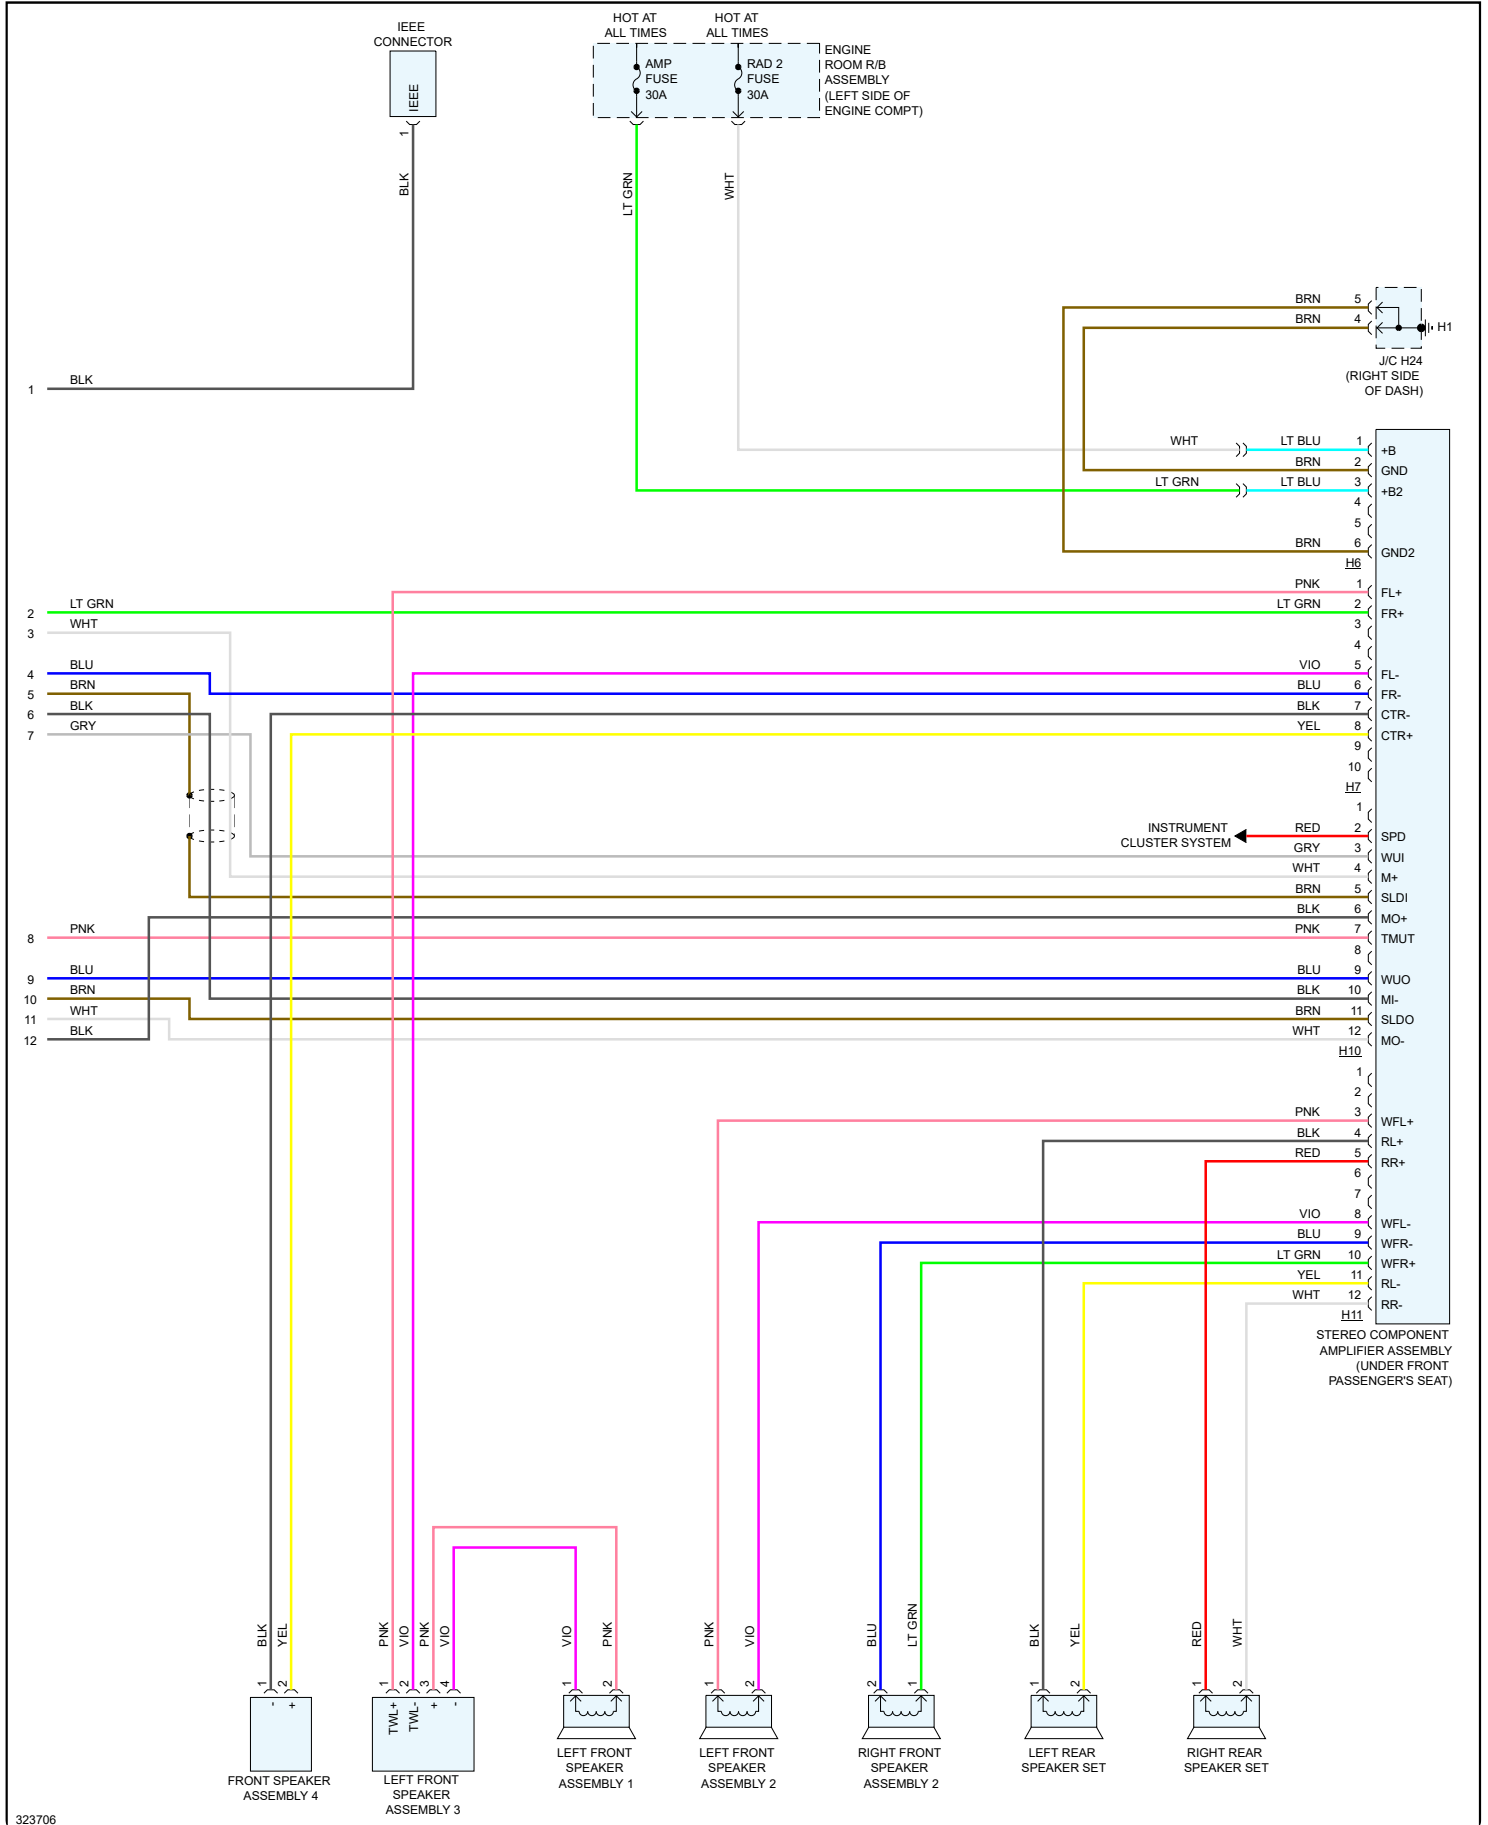 IEEE
CONNECTOR
IEEE
1
BLK
HOT AT
ALL TIMES
HOT AT
ALL TIMES
AMP
FUSE
30A
RAD 2
FUSE
30A
ENGINE
ROOM R/B
ASSEMBLY
(LEFT SIDE OF
ENGINE COMPT)
LT GRN
WHT
BRN 5
BRN 4
H1
J/C H24
(RIGHT SIDE
OF DASH)
1 BLK
WHT LT BLU 1 +B
BRN 2 GND
LT GRN LT BLU 3 +B2
4
5
BRN 6 GND2
H6
PNK 1 FL+
2 LT GRN LT GRN 2 FR+
3 WHT 3
4
4 BLU VIO 5 FL-
5 BRN BLU 6 FR-
6 BLK BLK 7 CTR-
7 GRY YEL 8 CTR+
9
10
H7
1
INSTRUMENT
CLUSTER SYSTEM
RED 2 SPD
GRY 3 WUI
WHT 4 M+
BRN 5 SLDI
BLK 6 MO+
8 PNK PNK 7 TMUT
8
9 BLU BLU 9 WUO
10 BRN BLK 10 MI-
11 WHT BRN 11 SLDO
12 BLK WHT 12 MO-
H10
1
2
PNK 3 WFL+
BLK 4 RL+
RED 5 RR+
6
7
VIO 8 WFL-
BLU 9 WFR-
LT GRN 10 WFR+
YEL 11 RL-
WHT 12 RR-
H11
STEREO COMPONENT
AMPLIFIER ASSEMBLY
(UNDER FRONT
PASSENGER'S SEAT)
BLK YEL PNK VIO PNK VIO VIO PNK PNK VIO BLU LT GRN BLK YEL RED WHT
1 2 1 2 3 4 1 2 1 2 2 1 1 2 1 2
- + TWL+ TWL- + -
FRONT SPEAKER
ASSEMBLY 4
LEFT FRONT
SPEAKER
ASSEMBLY 3
LEFT FRONT
SPEAKER
ASSEMBLY 1
LEFT FRONT
SPEAKER
ASSEMBLY 2
RIGHT FRONT
SPEAKER
ASSEMBLY 2
LEFT REAR
SPEAKER SET
RIGHT REAR
SPEAKER SET
323706